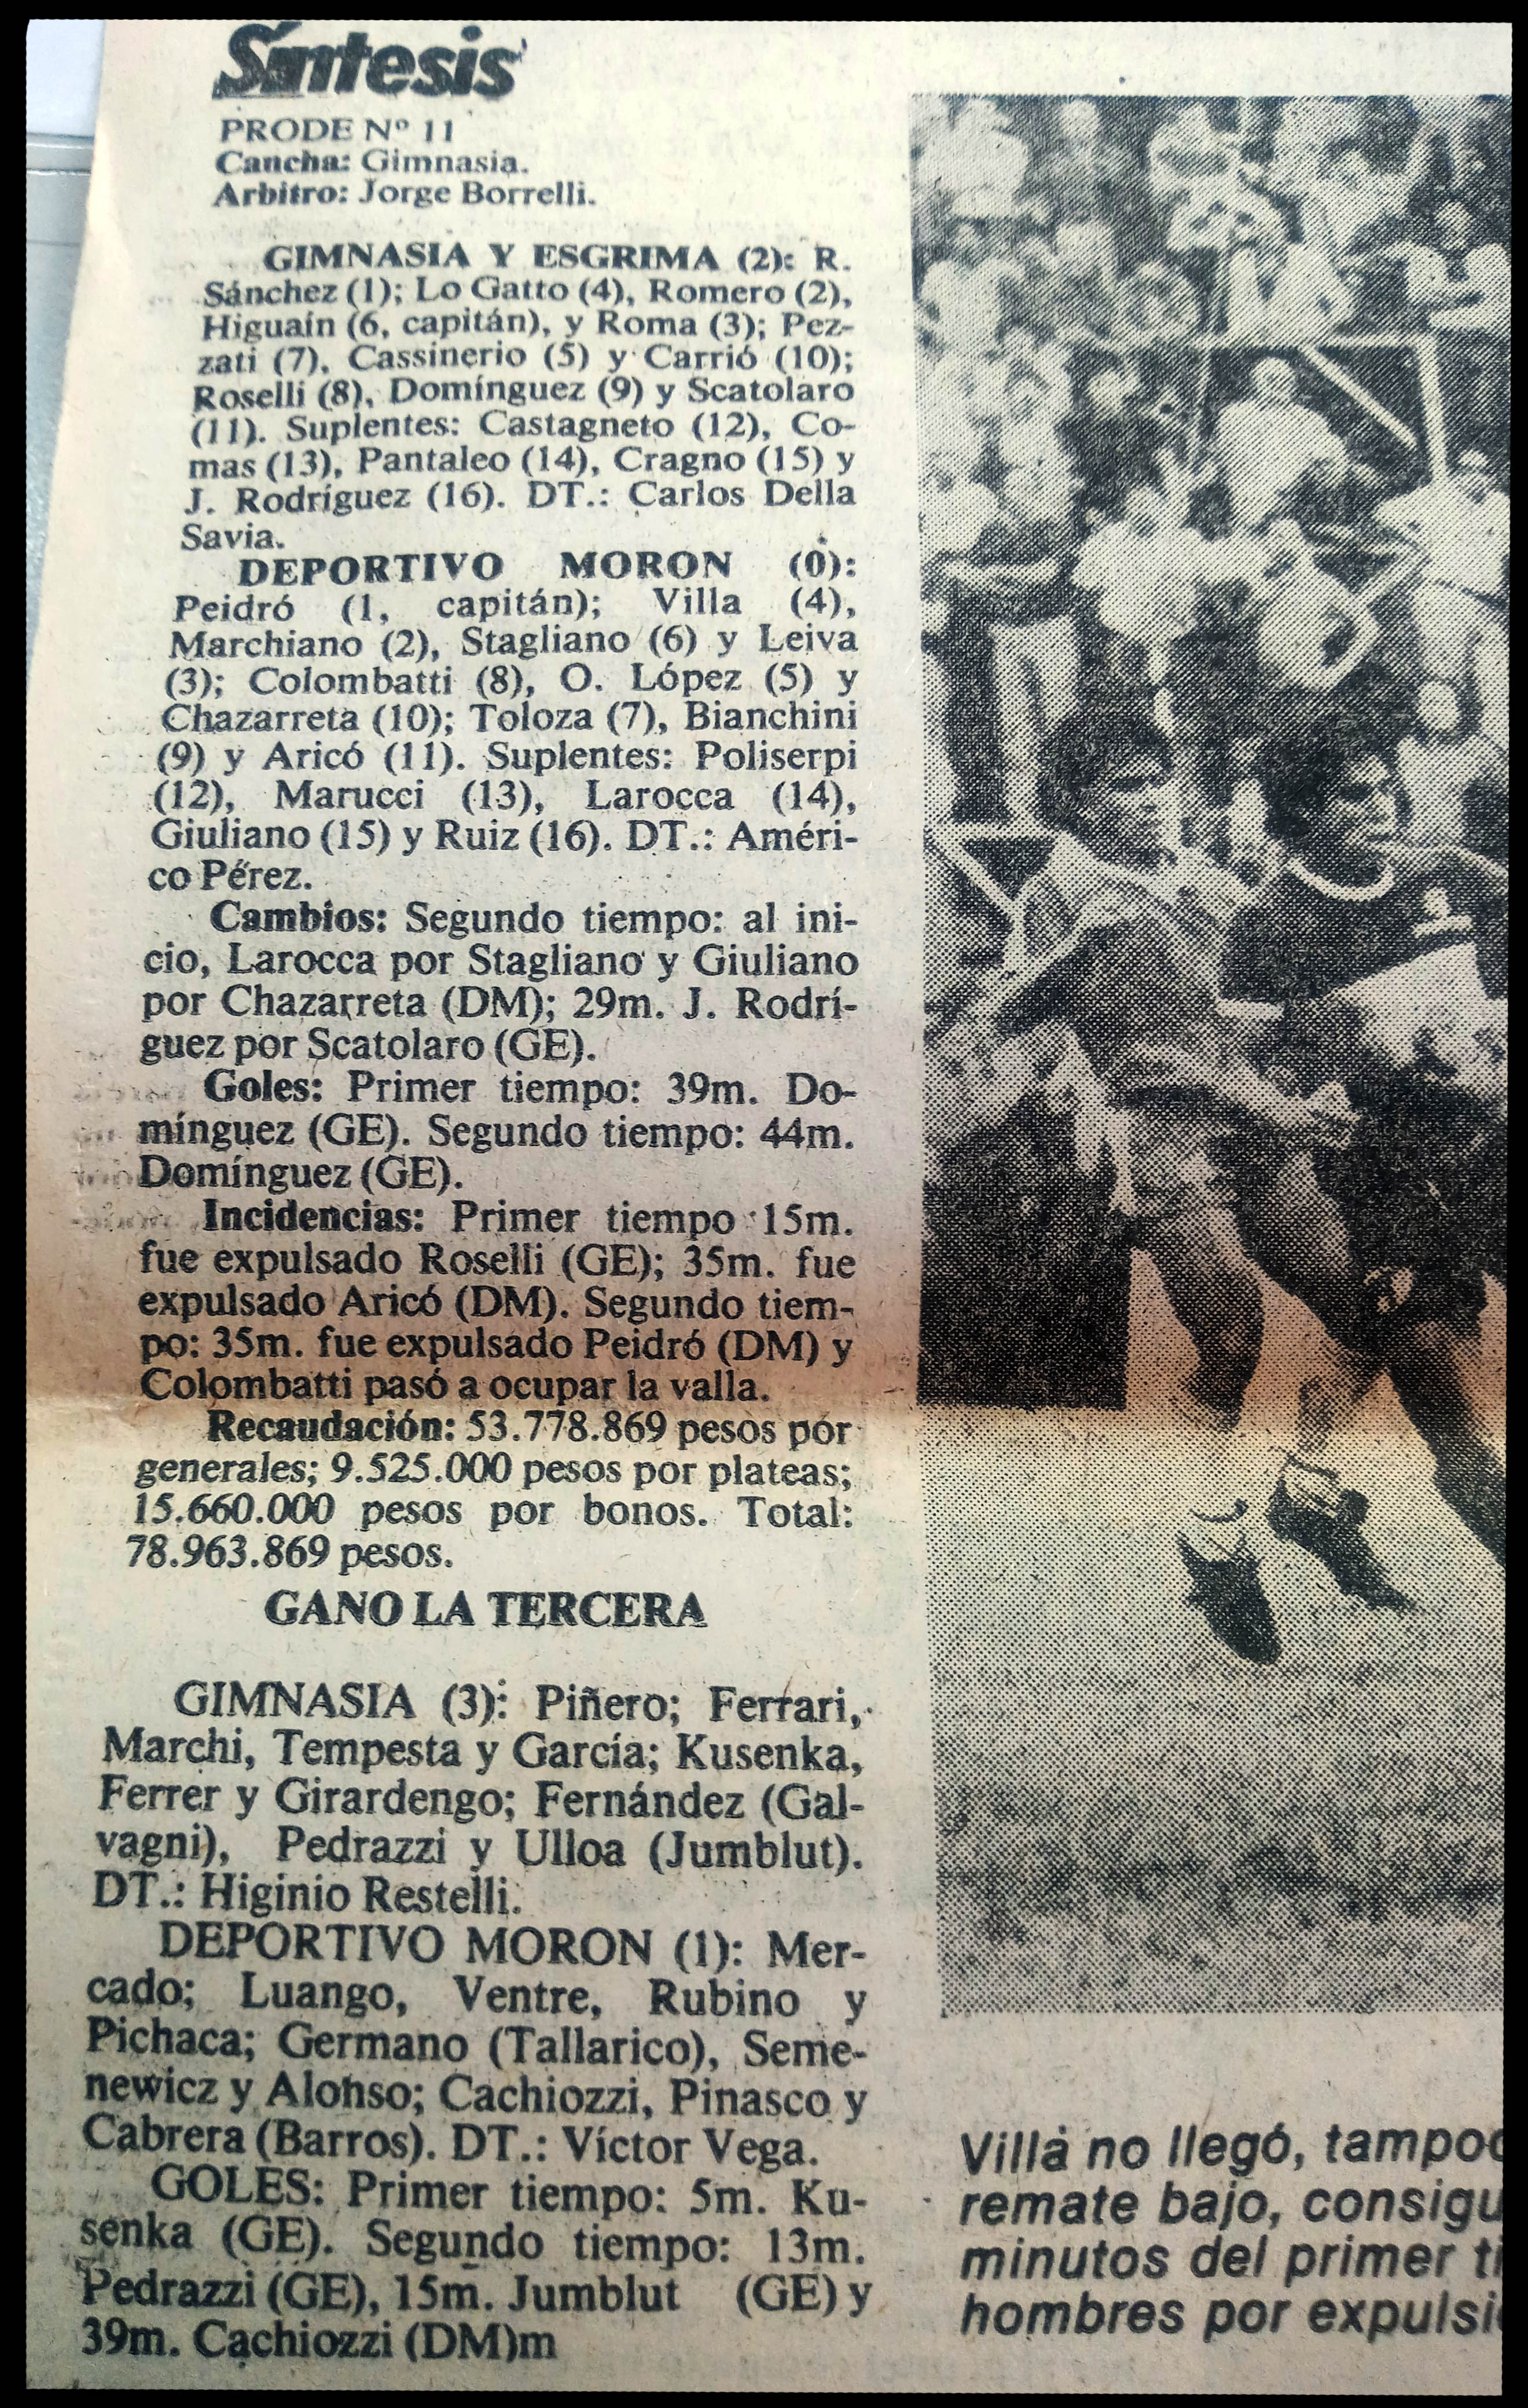 Síntesis
PRODE Nº 11
Cancha: Gimnasia.
Arbitro: Jorge Borrelli.
GIMNASIA Y ESGRIMA (2): R.
Sánchez (1); Lo Gatto (4), Romero (2),
Higuaín (6, capitán), y Roma (3); Pez-
zati (7), Cassinerio (5) y Carrió (10);
Roselli (8), Domínguez (9) y Scatolaro
(11). Suplentes: Castagneto (12), Co-
mas (13), Pantaleo (14), Cragno (15) y
J. Rodríguez (16). DT.: Carlos Della
Savia.
DEPORTIVO MORON (0):
Peidró (1, capitán); Villa (4),
Marchiano (2), Stagliano (6) y Leiva
(3); Colombatti (8), O. López (5) y
Chazarreta (10); Toloza (7), Bianchini
(9) y Aricó (11). Suplentes: Poliserpi
(12), Marucci (13), Larocca (14),
Giuliano (15) y Ruiz (16). DT.: Améri-
co Pérez.
Cambios: Segundo tiempo: al ini-
cio, Larocca por Stagliano y Giuliano
por Chazarreta (DM); 29m. J. Rodrí-
guez por Scatolaro (GE).
Goles: Primer tiempo: 39m. Do-
mínguez (GE). Segundo tiempo: 44m.
Domínguez (GE).
Incidencias: Primer tiempo 15m.
fue expulsado Roselli (GE); 35m. fue
expulsado Aricó (DM). Segundo tiem-
po: 35m. fue expulsado Peidró (DM) y
Colombatti pasó a ocupar la valla.
Recaudación: 53.778.869 pesos por
generales; 9.525.000 pesos por plateas;
15.660.000 pesos por bonos. Total:
78.963.869 pesos.
GANO LA TERCERA
GIMNASIA (3): Piñero; Ferrari,
Marchi, Tempesta y García; Kusenka,
Ferrer y Girardengo; Fernández (Gal-
vagni), Pedrazzi y Ulloa (Jumblut).
DT.: Higinio Restelli.
DEPORTIVO MORON (1): Mer-
cado; Luango, Ventre, Rubino y
Pichaca; Germano (Tallarico), Seme-
newicz y Alonso; Cachiozzi, Pinasco y
Cabrera (Barros). DT.: Víctor Vega.
GOLES: Primer tiempo: 5m. Ku-
senka (GE). Segundo tiempo: 13m.
Pedrazzi (GE), 15m. Jumblut (GE) y
39m. Cachiozzi (DM)m
Villa no llegó, tampoc
remate bajo, consigu
minutos del primer ti
hombres por expulsi